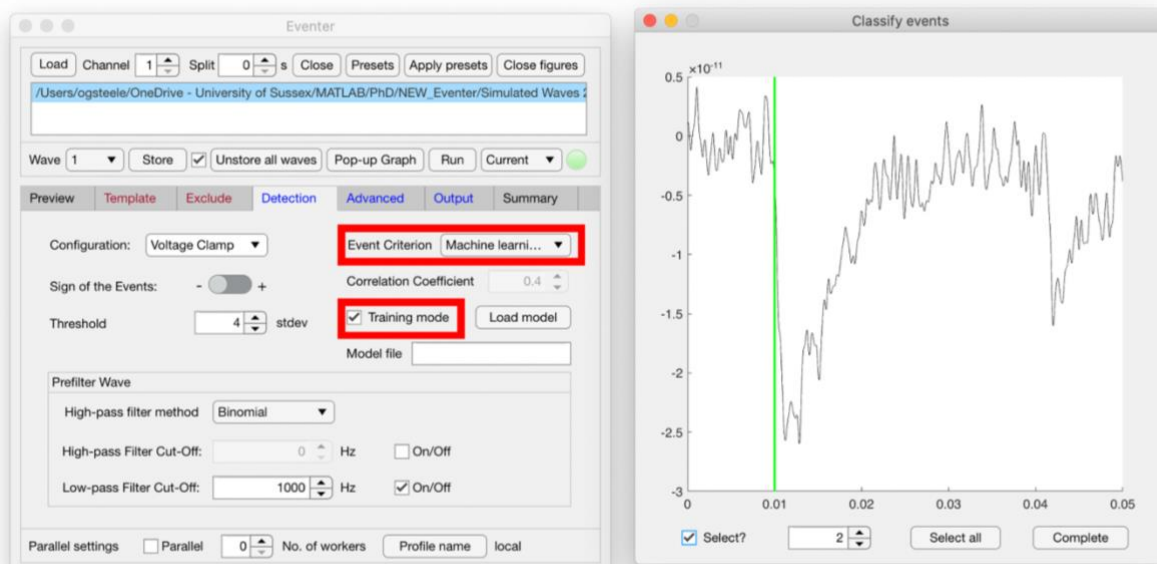 Eventer
Load Channel 1 Split 0 s Close Presets Apply presets Close figures
/Users/ogsteele/OneDrive - University of Sussex/MATLAB/PhD/NEW_Eventer/Simulated Waves
Wave 1 Store Unstore all waves Pop-up Graph Run Current
Preview Template Exclude Detection Advanced Output Summary
Configuration: Voltage Clamp Event Criterion Machine learni...
Sign of the Events: - + Correlation Coefficient 0.4
Threshold 4 stdev Training mode Load model
Model file
Prefilter Wave
High-pass filter method Binomial
High-pass Filter Cut-Off: 0 Hz On/Off
Low-pass Filter Cut-Off: 1000 Hz On/Off
Parallel settings Parallel 0 No. of workers Profile name local
Classify events
×10⁻¹¹
0.5
0
-0.5
-1
-1.5
-2
-2.5
-3
0 0.01 0.02 0.03 0.04 0.05
Select? 2 Select all Complete